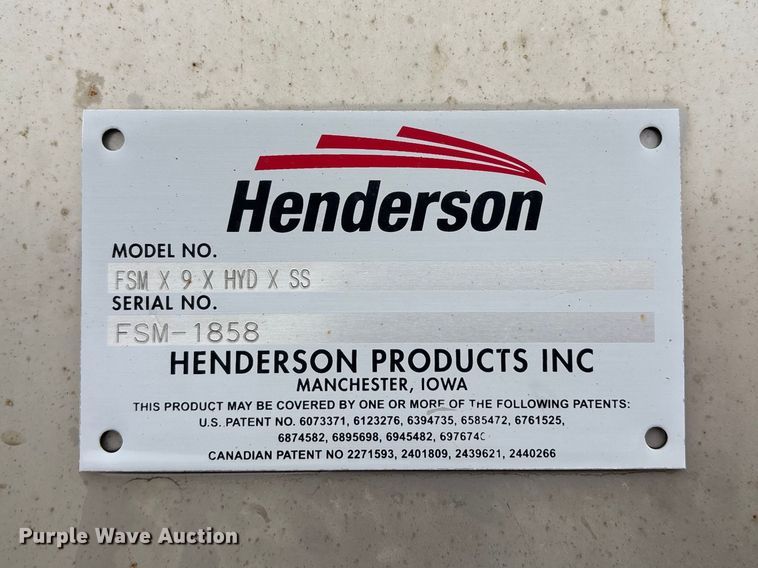 Henderson
MODEL NO.
FSM X 9 X HYD X SS
SERIAL NO.
FSM-1858
HENDERSON PRODUCTS INC
MANCHESTER, IOWA
THIS PRODUCT MAY BE COVERED BY ONE OR MORE OF THE FOLLOWING PATENTS:
U.S. PATENT NO. 6073371, 6123276, 6394735, 6585472, 6761525,
6874582, 6895698, 6945482,
CANADIAN PATENT NO 2271593, 2401809, 2439621, 2440266
Purple Wave Auction